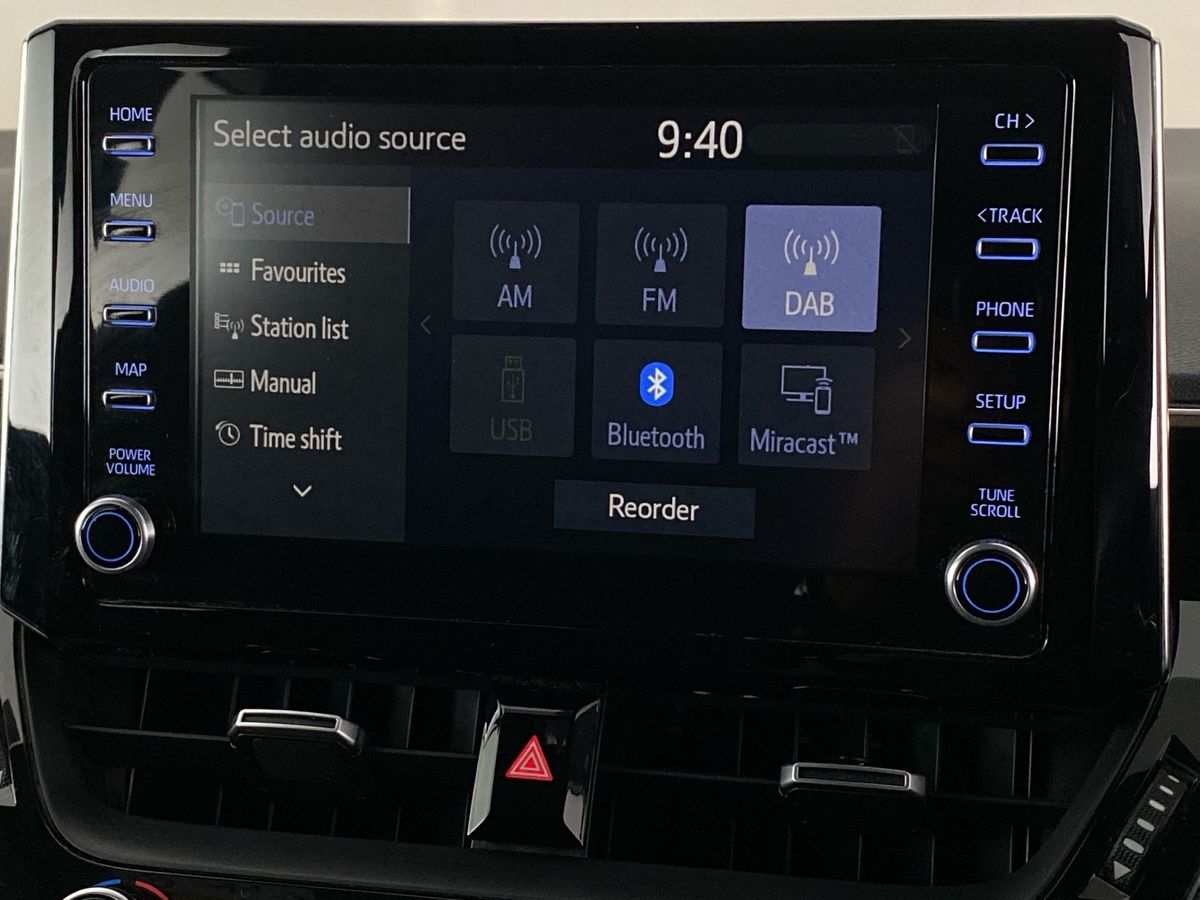 HOME
MENU
AUDIO
MAP
POWER
VOLUME
Select audio source
9:40
Source
Favourites
Station list
Manual
Time shift
AM
FM
DAB
USB
Bluetooth
Miracast™
Reorder
CH >
<TRACK
PHONE
SETUP
TUNE
SCROLL